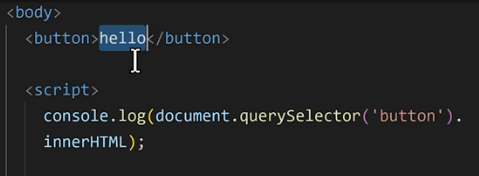 <body>
<button>hello</button>
<script>
console.log(document.querySelector('button').
innerHTML);